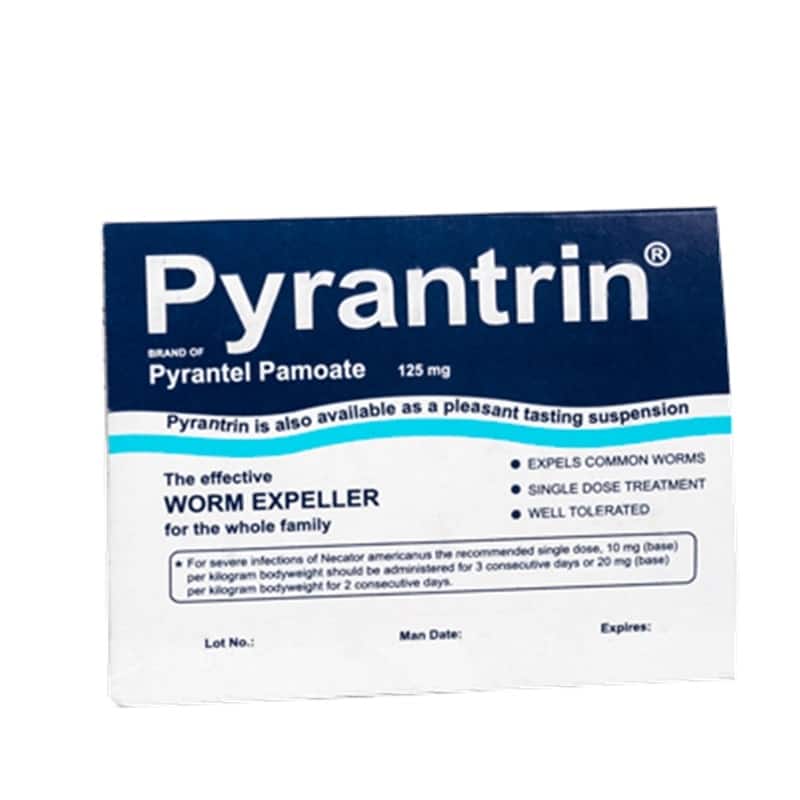 Pyrantrin®
BRAND OF
Pyrantel Pamoate 125 mg
Pyrantrin is also available as a pleasant tasting suspension
The effective
WORM EXPELLER
for the whole family
● EXPELS COMMON WORMS
● SINGLE DOSE TREATMENT
● WELL TOLERATED
★ For severe infections of Necator americanus the recommended single dose, 10 mg (base)
per kilogram bodyweight should be administered for 3 consecutive days or 20 mg (base)
per kilogram bodyweight for 2 consecutive days.
Lot No.: Man Date: Expires: